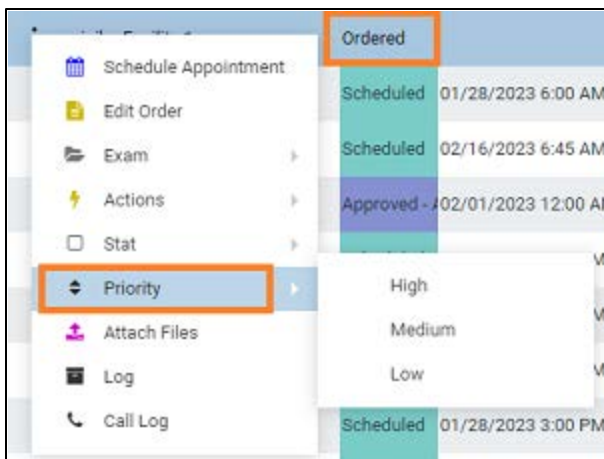 Ordered
Schedule Appointment
Edit Order
Scheduled 01/28/2023 6:00 AM
Exam
Scheduled 02/16/2023 6:45 AM
Actions
Approved - 02/01/2023 12:00
Stat
Priority
High
Medium
Low
Attach Files
Log
Call Log
Scheduled 01/28/2023 3:00 PM